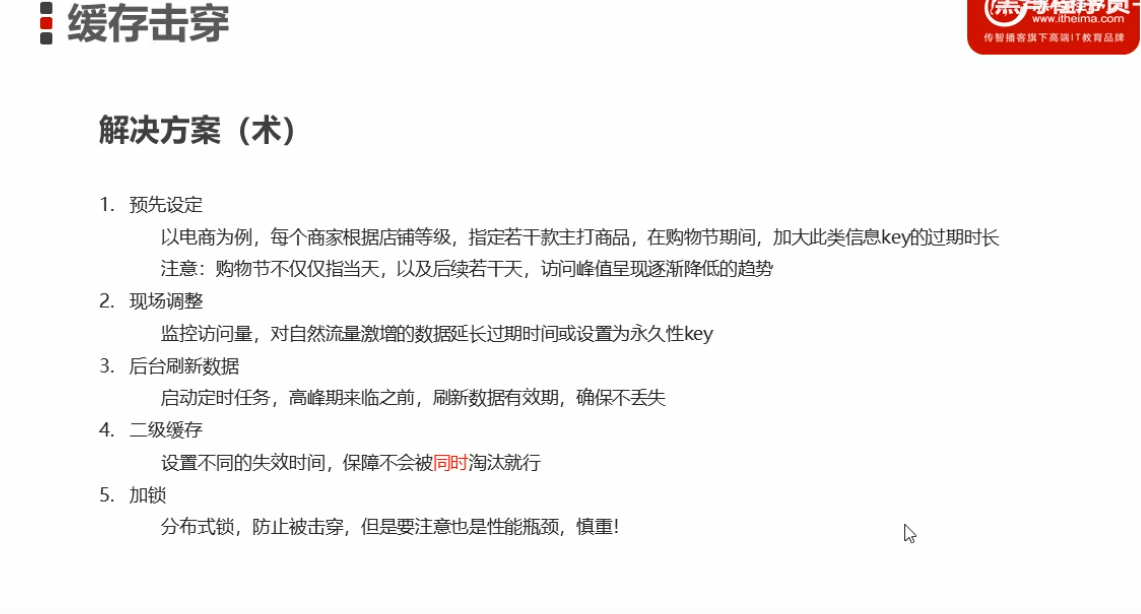 缓存击穿
www.itheima.com
传智播客旗下高端IT教育品牌
解决方案（术）
1. 预先设定
以电商为例，每个商家根据店铺等级，指定若干款主打商品，在购物节期间，加大此类信息key的过期时长
注意：购物节不仅仅指当天，以及后续若干天，访问峰值呈现逐渐降低的趋势
2. 现场调整
监控访问量，对自然流量激增的数据延长过期时间或设置为永久性key
3. 后台刷新数据
启动定时任务，高峰期来临之前，刷新数据有效期，确保不丢失
4. 二级缓存
设置不同的失效时间，保障不会被同时淘汰就行
5. 加锁
分布式锁，防止被击穿，但是要注意也是性能瓶颈，慎重！